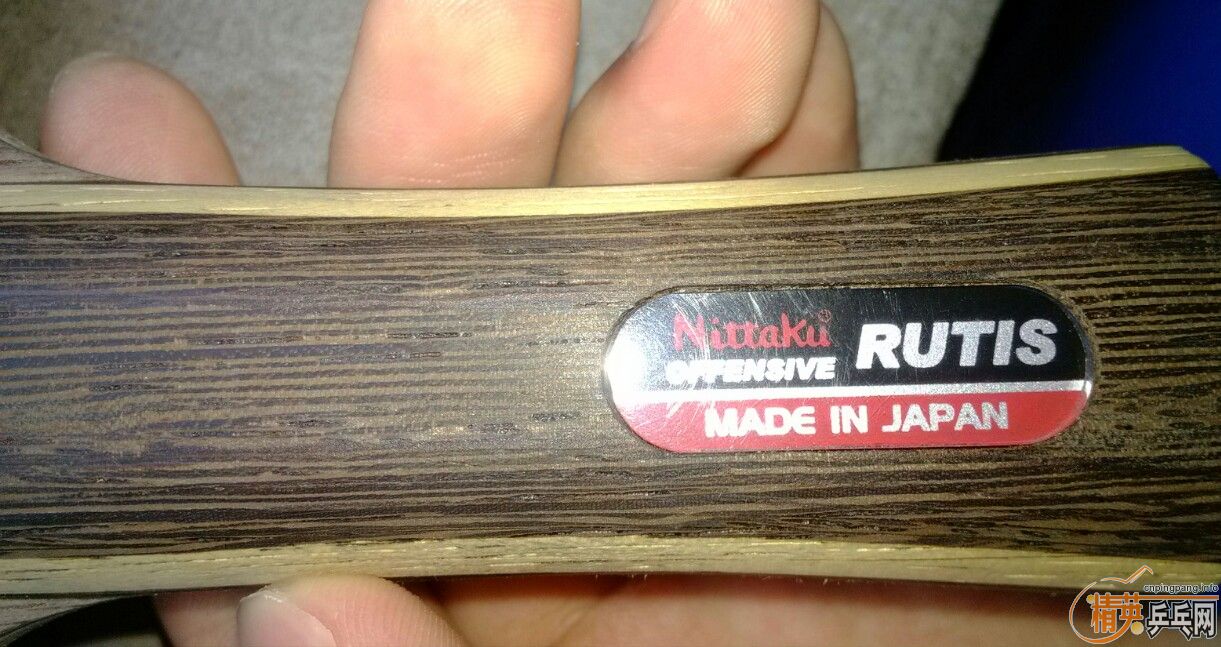 Nittaku® RUTIS
OFFENSIVE
MADE IN JAPAN
cnpingpang.info
精英乒乓网